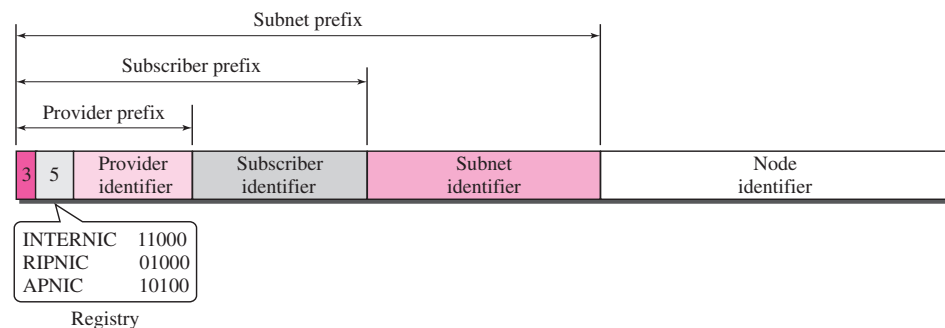 Subnet prefix
Subscriber prefix
Provider prefix
3
5
Provider
identifier
Subscriber
identifier
Subnet
identifier
Node
identifier
INTERNIC 11000
RIPNIC 01000
APNIC 10100
Registry